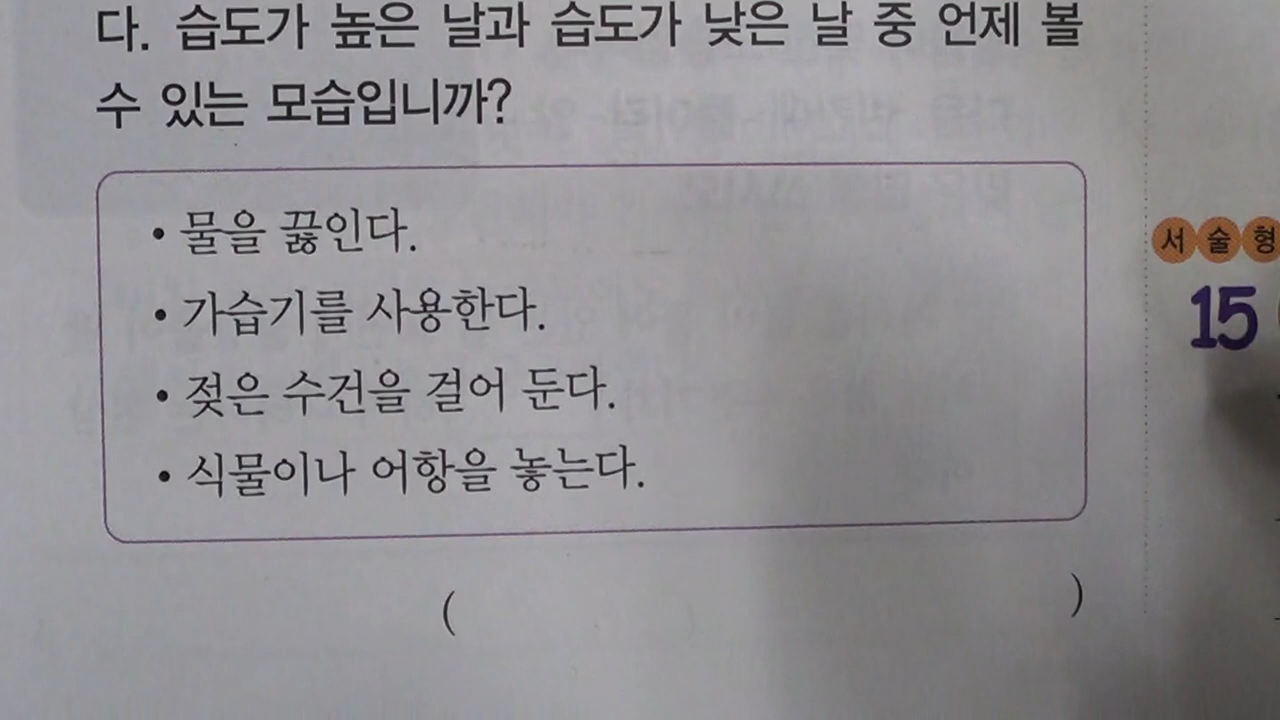 다. 습도가 높은 날과 습도가 낮은 날 중 언제 볼
수 있는 모습입니까?
• 물을 끓인다.
• 가습기를 사용한다.
• 젖은 수건을 걸어 둔다.
• 식물이나 어항을 놓는다.
( )
서술형
15